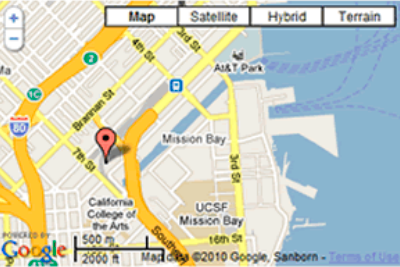 Map
Satellite
Hybrid
Terrain
+
-
4th St
3rd St
2
AT&T Park
1C
80
Brannan St
7th St
Mission Bay
3rd St
California
College of
the Arts
UCSF
Mission Bay
16th St
POWERED BY
Google
500 m
2000 ft
Map data ©2010 Google, Sanborn - Terms of Use